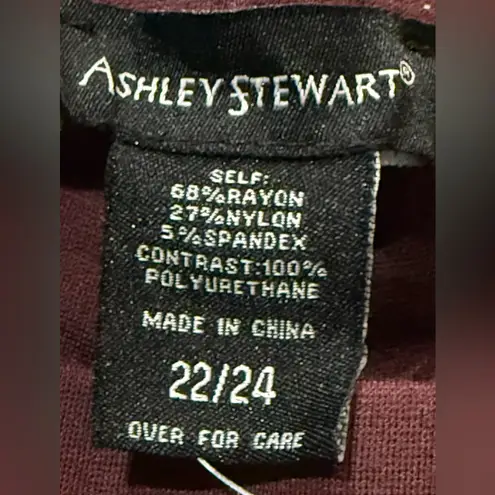 ASHLEY STEWART®
SELF:
68%RAYON
27%NYLON
5%SPANDEX
CONTRAST:100%
POLYURETHANE
MADE IN CHINA
22/24
OVER FOR CARE